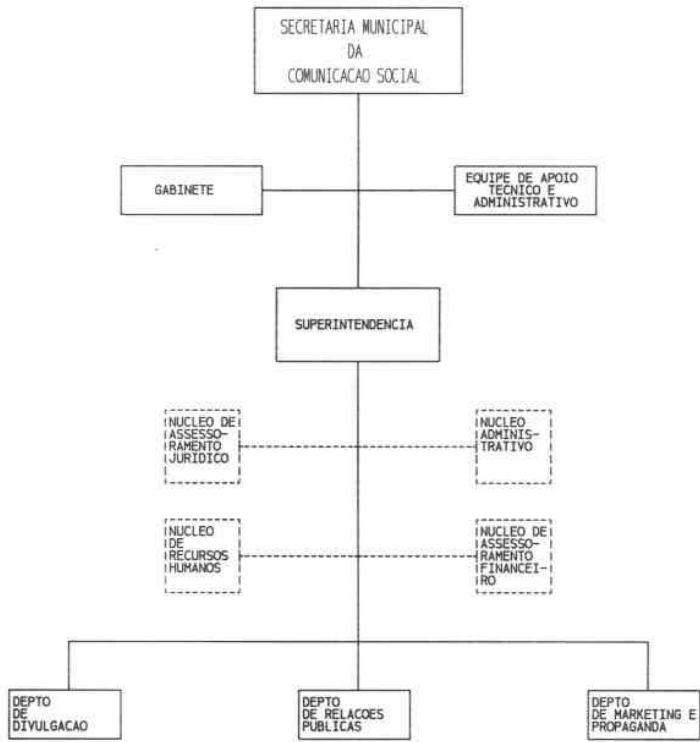 SECRETARIA MUNICIPAL
DA
COMUNICACAO SOCIAL
GABINETE
EQUIPE DE APOIO
TECNICO E
ADMINISTRATIVO
SUPERINTENDENCIA
NUCLEO DE
ASSESSO-
RAMENTO
JURÍDICO
NUCLEO
ADMINIS-
TRATIVO
NUCLEO
DE
RECURSOS
HUMANOS
NUCLEO DE
ASSESSO-
RAMENTO
FINANCEI-
RO
DEPTO
DE
DIVULGACAO
DEPTO
DE RELACOES
PUBLICAS
DEPTO
DE MARKETING E
PROPAGANDA